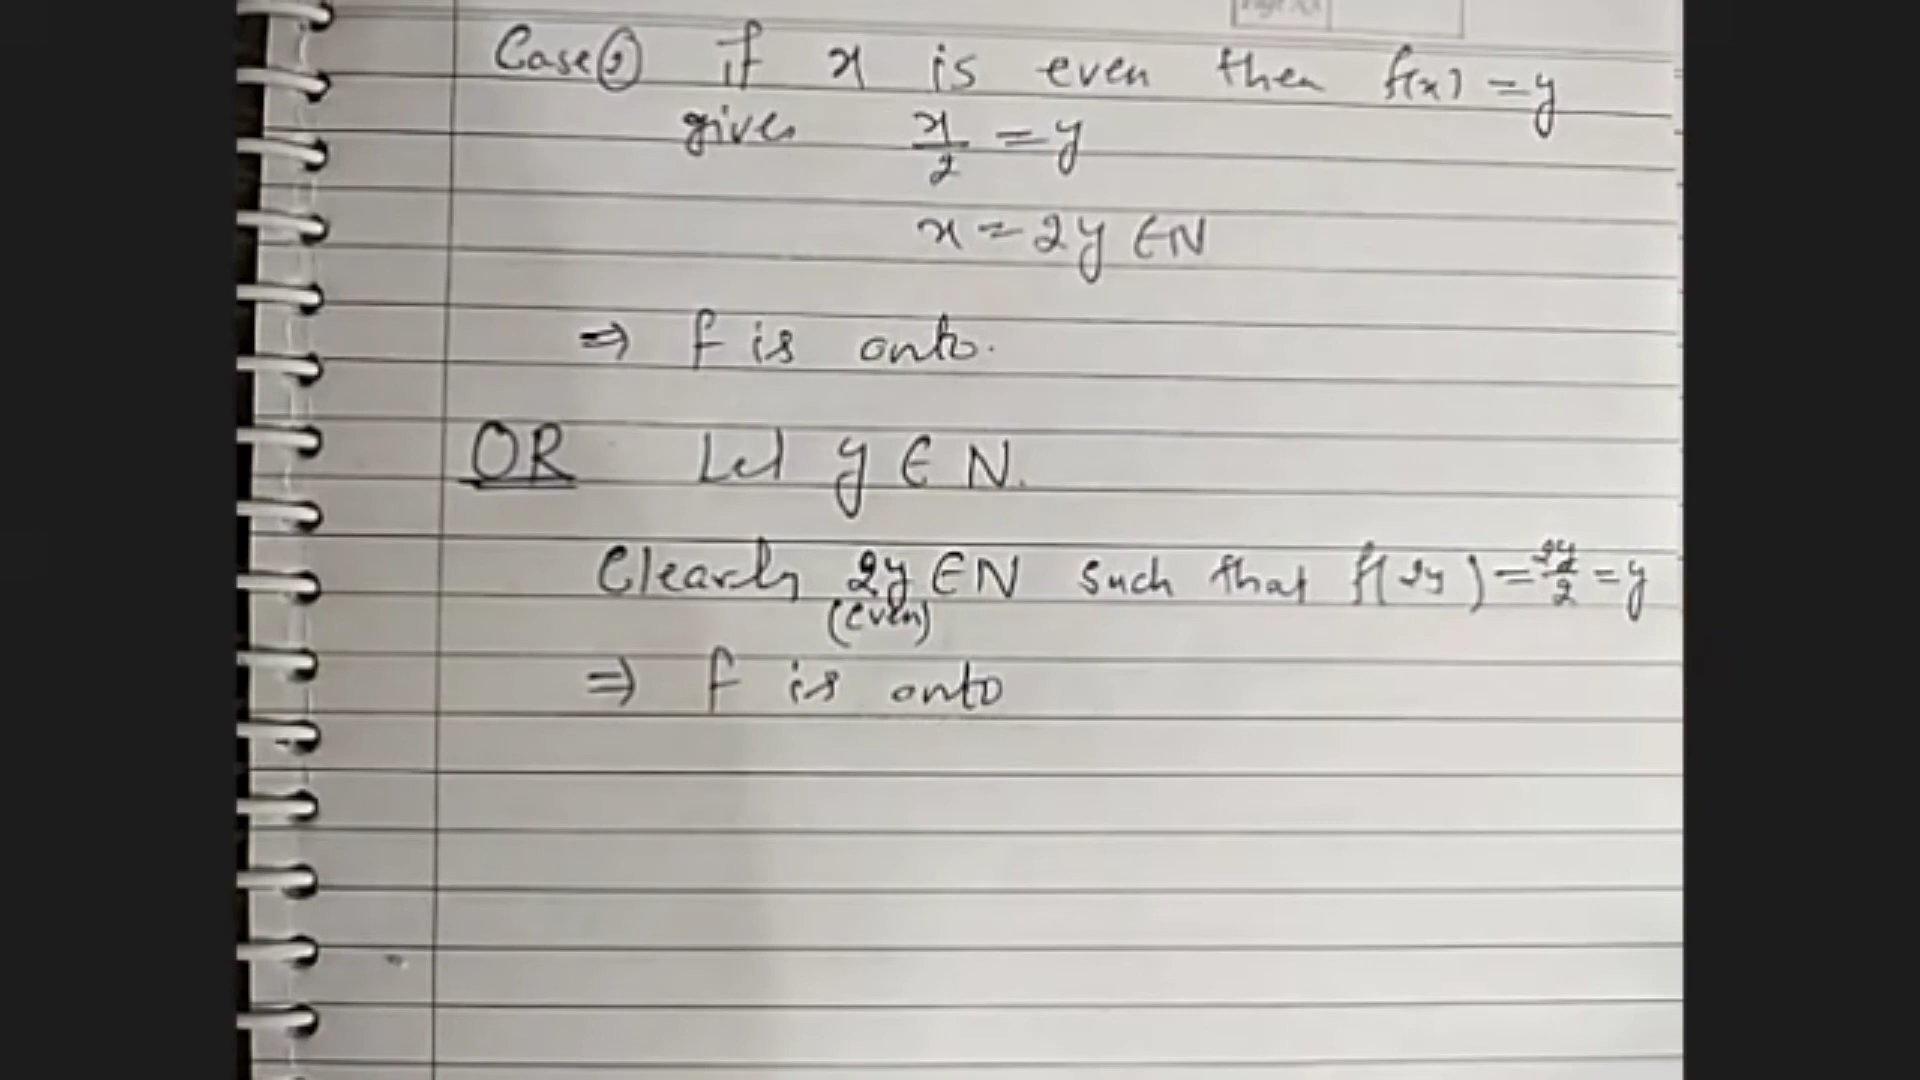 Case ② if x is even then f(x) = y
gives x/2 = y
x = 2y ∈ N
⇒ f is onto.
OR Let y ∈ N.
Clearly 2y ∈ N such that f(2y) = 2y/2 = y
(even)
⇒ f is onto